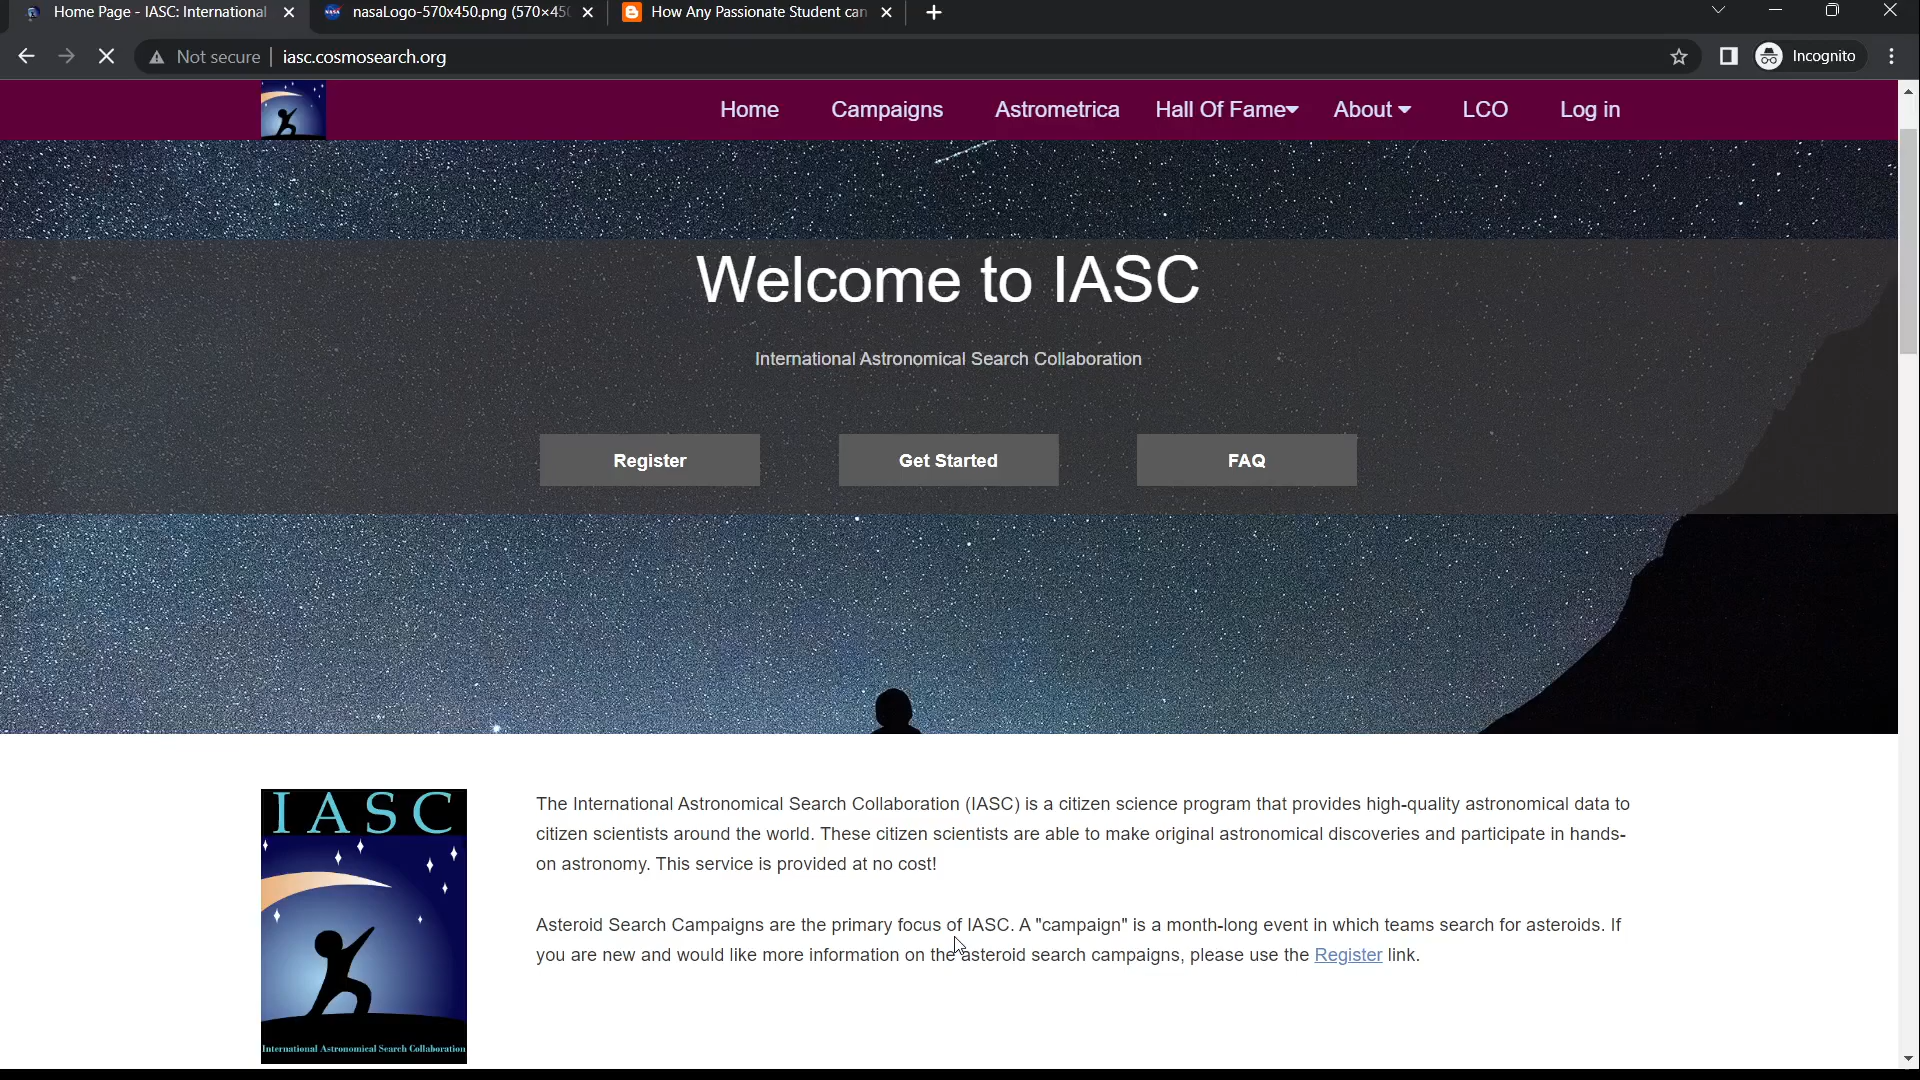 Home Page - IASC: International
nasaLogo-570x450.png (570×45
How Any Passionate Student can
Not secure
iasc.cosmosearch.org
Incognito
Home
Campaigns
Astrometrica
Hall Of Fame
About
LCO
Log in
Welcome to IASC
International Astronomical Search Collaboration
Register
Get Started
FAQ
IASC
International Astronomical Search Collaboration
The International Astronomical Search Collaboration (IASC) is a citizen science program that provides high-quality astronomical data to
citizen scientists around the world. These citizen scientists are able to make original astronomical discoveries and participate in hands-
on astronomy. This service is provided at no cost!
Asteroid Search Campaigns are the primary focus of IASC. A "campaign" is a month-long event in which teams search for asteroids. If
you are new and would like more information on the asteroid search campaigns, please use the Register link.